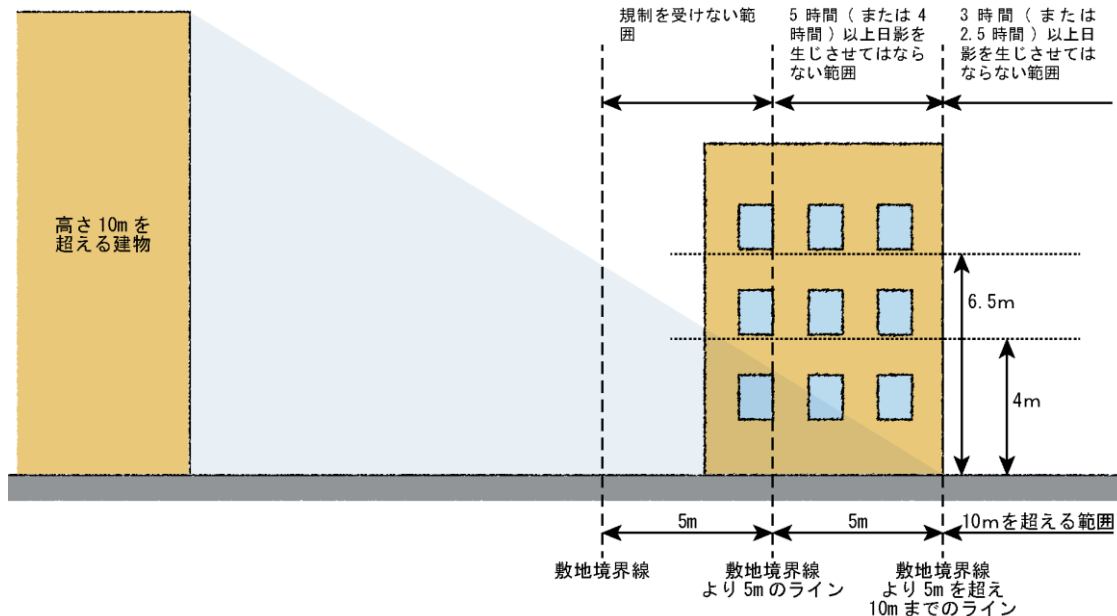 規制を受けない範
囲
5 時間 ( または 4
時間 ) 以上日影を
生じさせてはなら
ない範囲
3 時間 ( または
2.5 時間 ) 以上日
影を生じさせては
ならない範囲
高さ 10m を
超える建物
6.5m
4m
5m
5m
10mを超える範囲
敷地境界線
敷地境界線
より 5m のライン
敷地境界線
より 5m を超え
10m までのライン